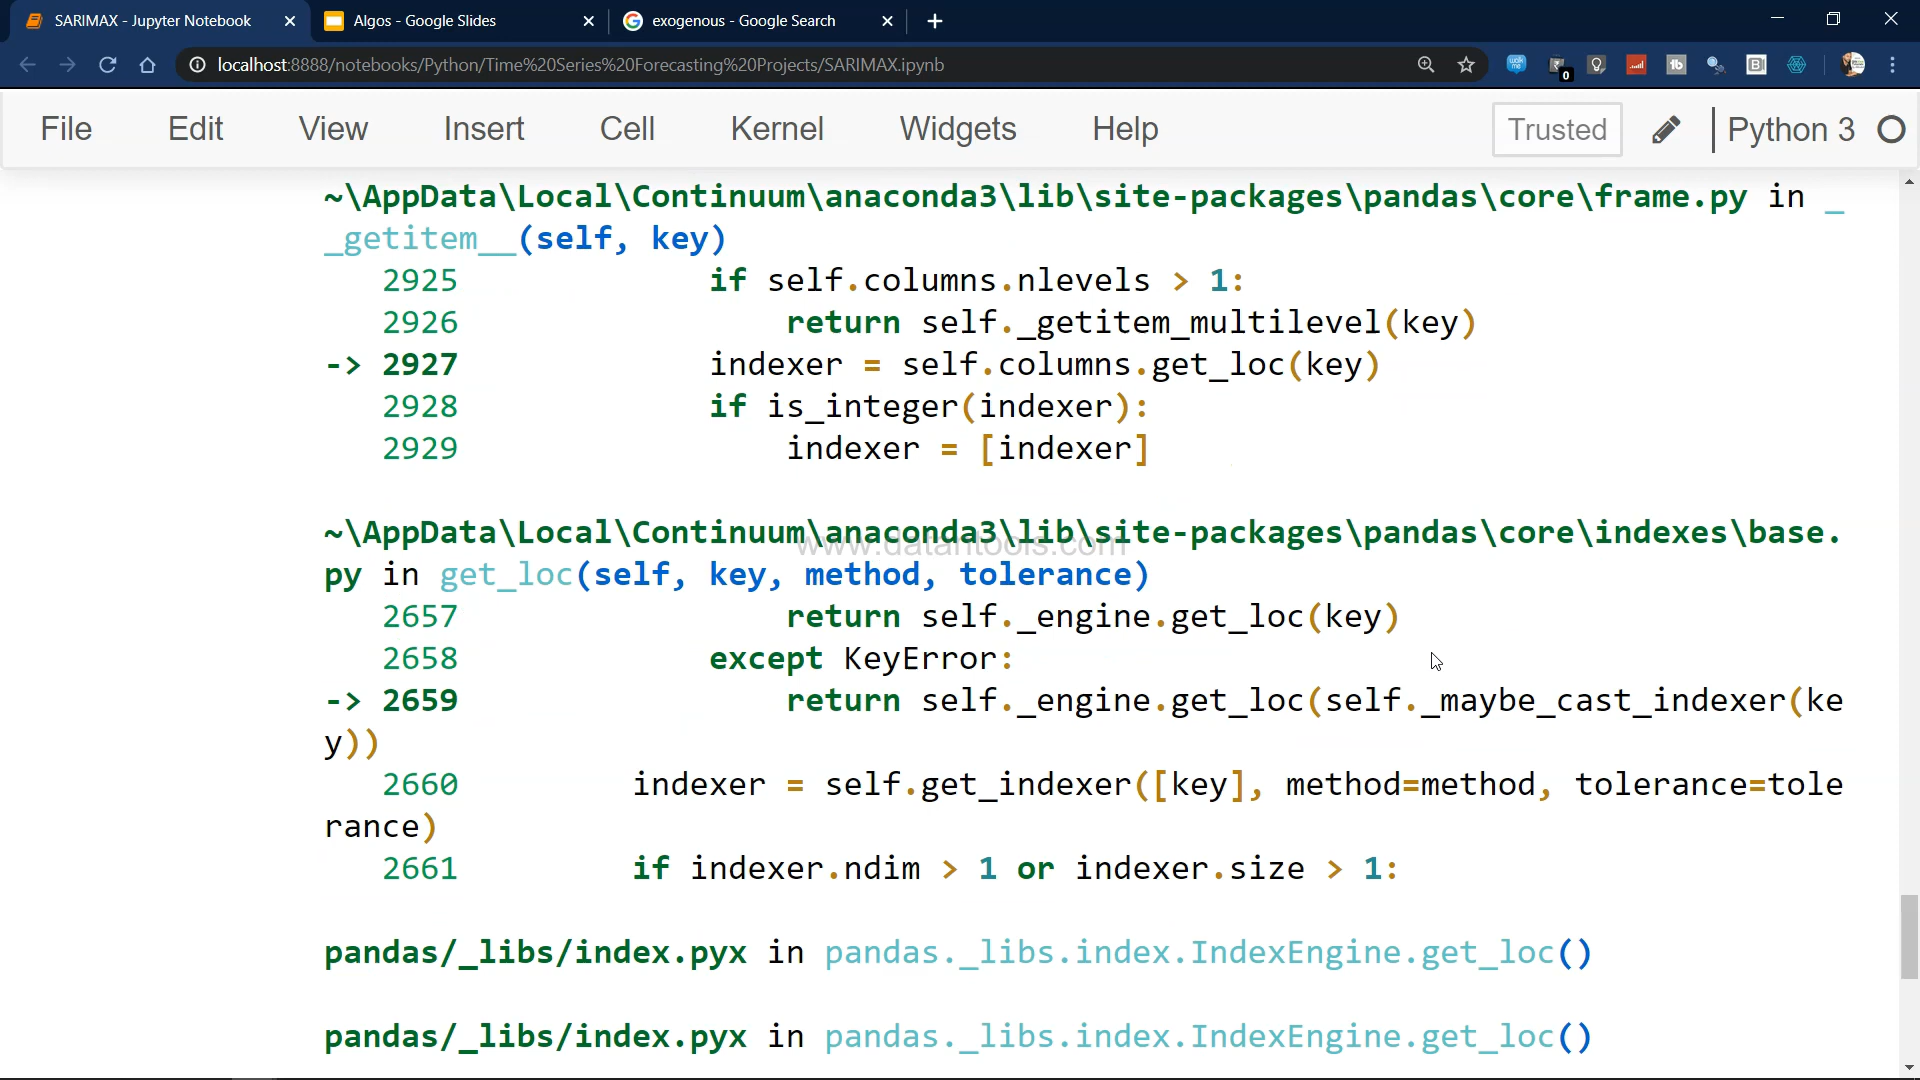 SARIMAX - Jupyter Notebook
Algos - Google Slides
exogenous - Google Search
localhost:8888/notebooks/Python/Time%20Series%20Forecasting%20Projects/SARIMAX.ipynb
0
File Edit View Insert Cell Kernel Widgets Help Trusted Python 3
~\AppData\Local\Continuum\anaconda3\lib\site-packages\pandas\core\frame.py in _
_getitem__(self, key)
2925 if self.columns.nlevels > 1:
2926 return self._getitem_multilevel(key)
-> 2927 indexer = self.columns.get_loc(key)
2928 if is_integer(indexer):
2929 indexer = [indexer]
~\AppData\Local\Continuum\anaconda3\lib\site-packages\pandas\core\indexes\base.
www.datantools.com
py in get_loc(self, key, method, tolerance)
2657 return self._engine.get_loc(key)
2658 except KeyError:
-> 2659 return self._engine.get_loc(self._maybe_cast_indexer(ke
y))
2660 indexer = self.get_indexer([key], method=method, tolerance=tole
rance)
2661 if indexer.ndim > 1 or indexer.size > 1:
pandas/_libs/index.pyx in pandas._libs.index.IndexEngine.get_loc()
pandas/_libs/index.pyx in pandas._libs.index.IndexEngine.get_loc()